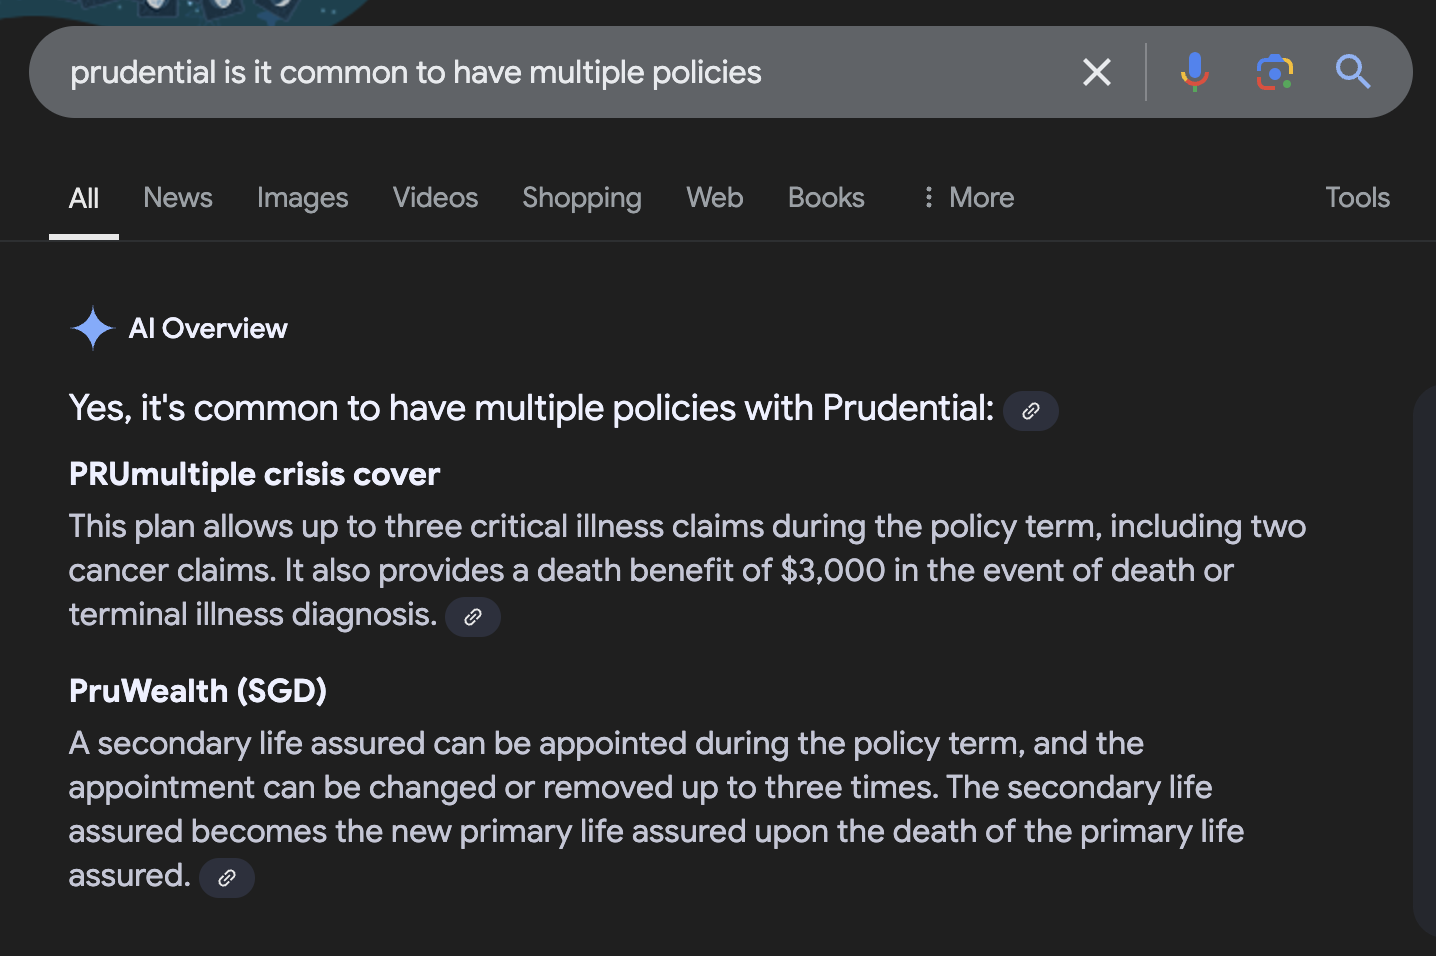 prudential is it common to have multiple policies
All News Images Videos Shopping Web Books More Tools
AI Overview
Yes, it's common to have multiple policies with Prudential:
PRUmultiple crisis cover
This plan allows up to three critical illness claims during the policy term, including two
cancer claims. It also provides a death benefit of $3,000 in the event of death or
terminal illness diagnosis.
PruWealth (SGD)
A secondary life assured can be appointed during the policy term, and the
appointment can be changed or removed up to three times. The secondary life
assured becomes the new primary life assured upon the death of the primary life
assured.